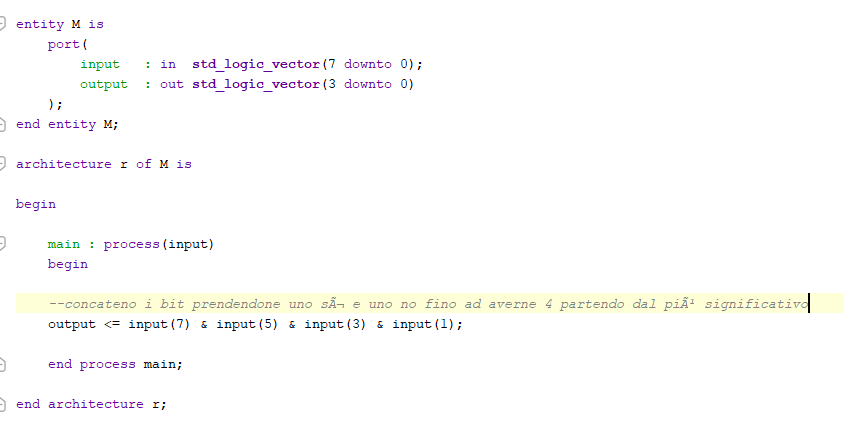 entity M is
port(
input : in std_logic_vector(7 downto 0);
output : out std_logic_vector(3 downto 0)
);
end entity M;
architecture r of M is
begin
main : process(input)
begin
--concateno i bit prendendone uno sÃ¬ e uno no fino ad averne 4 partendo dal piÃ¹ significativo
output <= input(7) & input(5) & input(3) & input(1);
end process main;
end architecture r;